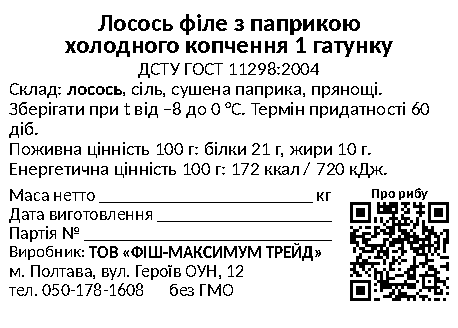 Лосось філе з паприкою
холодного копчення 1 гатунку
ДСТУ ГОСТ 11298:2004
Склад: лосось, сіль, сушена паприка, прянощі.
Зберігати при t від –8 до 0 °С. Термін придатності 60
діб.
Поживна цінність 100 г: білки 21 г, жири 10 г.
Енергетична цінність 100 г: 172 ккал / 720 кДж.
Маса нетто ____________________ кг
Про рибу
Дата виготовлення ________________
Партія № _______________________
Виробник: ТОВ «ФІШ-МАКСИМУМ ТРЕЙД»
м. Полтава, вул. Героїв ОУН, 12
тел. 050-178-1608 без ГМО